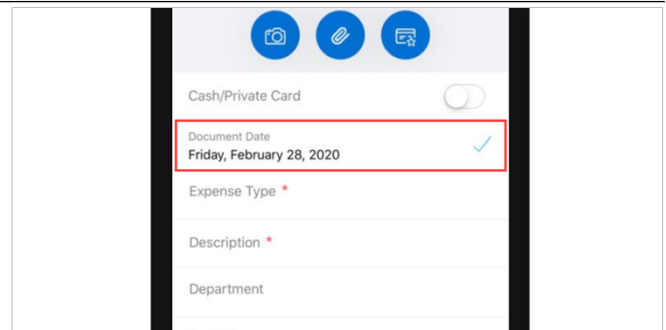 Cash/Private Card
Document Date
Friday, February 28, 2020
Expense Type *
Description *
Department